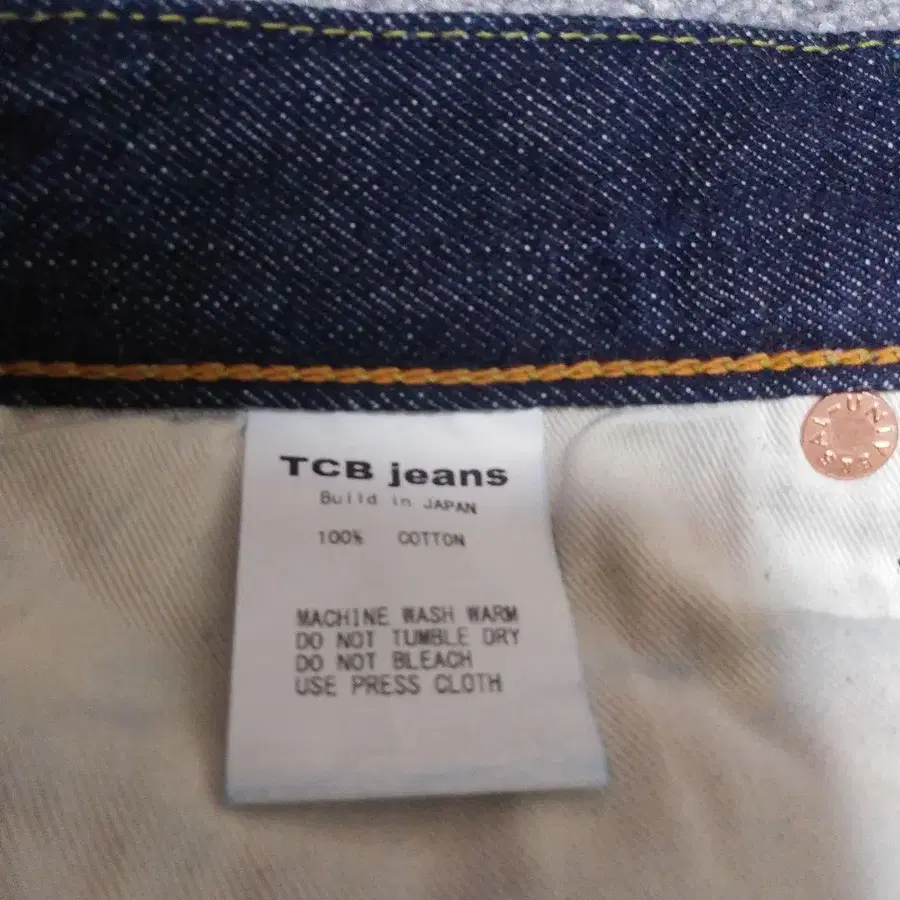 TCB jeans
Build in JAPAN
100% COTTON
MACHINE WASH WARM
DO NOT TUMBLE DRY
DO NOT BLEACH
USE PRESS CLOTH